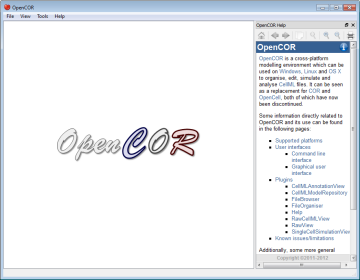 OpenCOR
File View Tools Help
OpenCOR
OpenCOR Help
OpenCOR
OpenCOR is a cross-platform
modelling environment which can be
used on Windows, Linux and OS X
to organise, edit, simulate and
analyse CellML files. It can be seen
as a replacement for COR and
OpenCell, both of which have now
been discontinued.
Some information directly related to
OpenCOR and its use can be found
in the following pages:
Supported platforms
User interfaces
Command line
interface
Graphical user
interface
Plugins
CellMLAnnotationView
CellMLModelRepository
FileBrowser
FileOrganiser
Help
RawCellMLView
RawView
SingleCellSimulationView
Known issues/limitations
Additionally, some more general
Copyright ©2011-2012